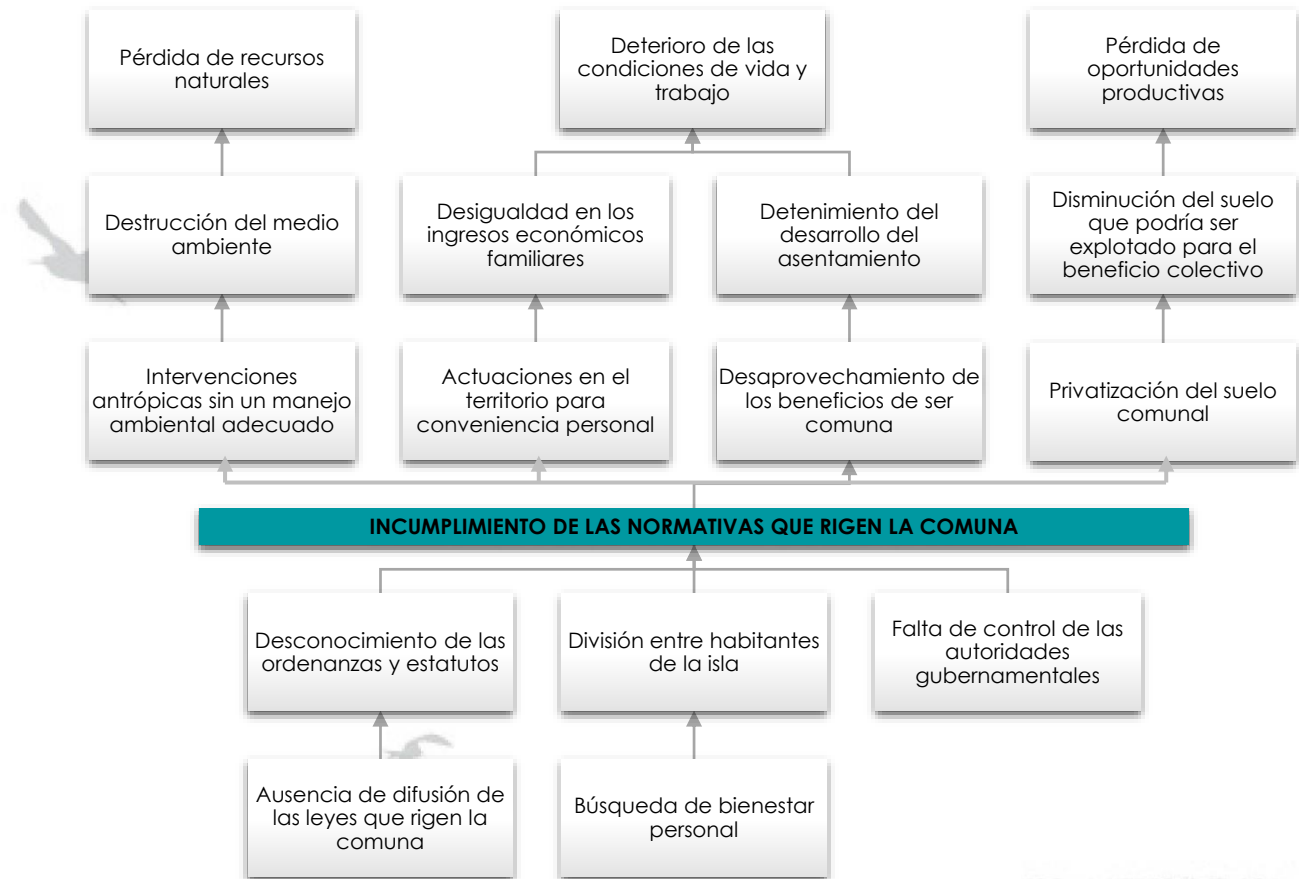 Pérdida de recursos
naturales
Deterioro de las
condiciones de vida y
trabajo
Pérdida de
oportunidades
productivas
Destrucción del medio
ambiente
Desigualdad en los
ingresos económicos
familiares
Detenimiento del
desarrollo del
asentamiento
Disminución del suelo
que podría ser
explotado para el
beneficio colectivo
Intervenciones
antrópicas sin un manejo
ambiental adecuado
Actuaciones en el
territorio para
conveniencia personal
Desaprovechamiento de
los beneficios de ser
comuna
Privatización del suelo
comunal
INCUMPLIMIENTO DE LAS NORMATIVAS QUE RIGEN LA COMUNA
Desconocimiento de las
ordenanzas y estatutos
División entre habitantes
de la isla
Falta de control de las
autoridades
gubernamentales
Ausencia de difusión de
las leyes que rigen la
comuna
Búsqueda de bienestar
personal